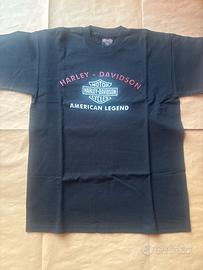 HARLEY - DAVIDSON
MOTOR
HARLEY-DAVIDSON
CYCLES
AMERICAN LEGEND